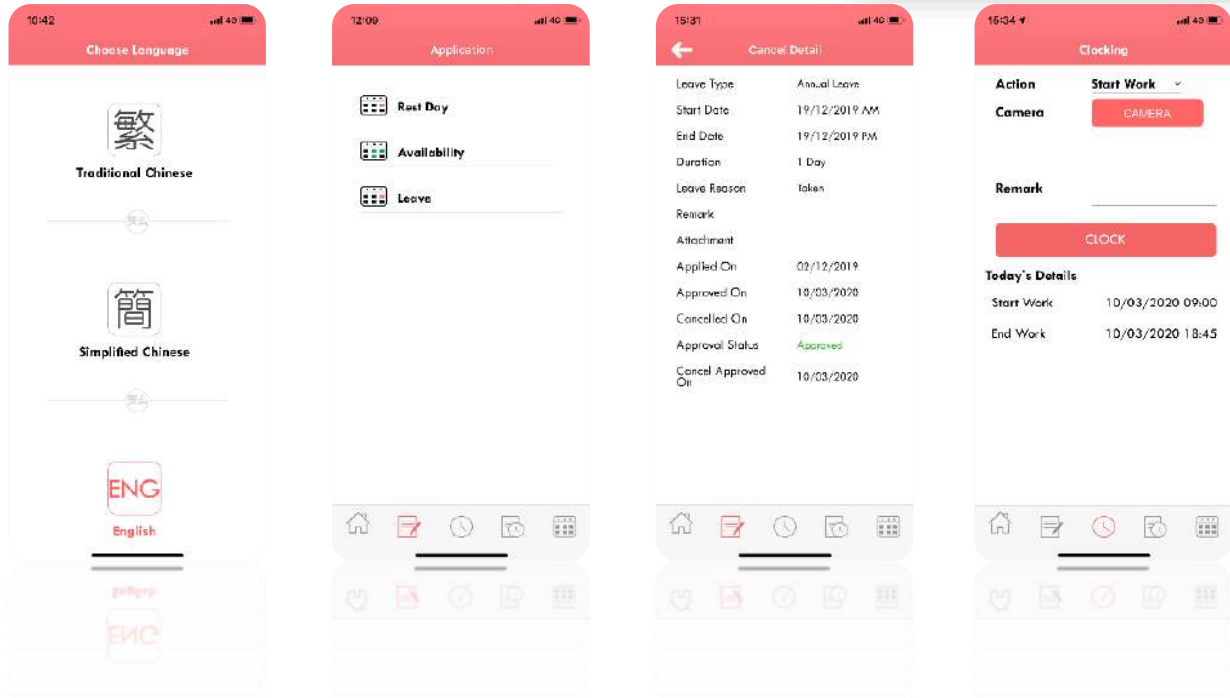 10:42
Choose Language
繁
Traditional Chinese
簡
Simplified Chinese
ENG
English
12:09
Application
Rest Day
Availability
Leave
15:31
Cancel Detail
Leave Type Annual Leave
Start Date 19/12/2019 AM
End Date 19/12/2019 PM
Duration 1 Day
Leave Reason Taken
Remark
Attachment
Applied On 02/12/2019
Approved On 10/03/2020
Cancelled On 10/03/2020
Approval Status Approved
Cancel Approved
On 10/03/2020
15:34
Clocking
Action Start Work
Camera CAMERA
Remark
CLOCK
Today's Details
Start Work 10/03/2020 09:00
End Work 10/03/2020 18:45